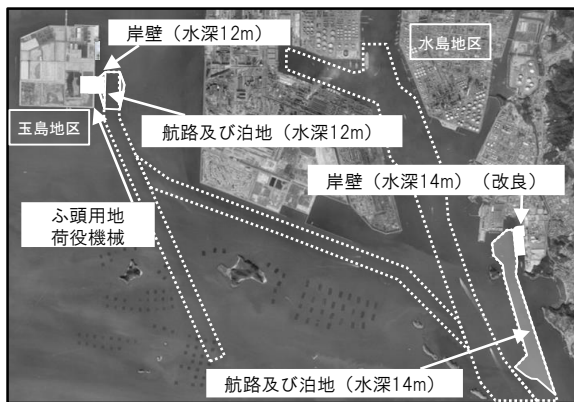 岸壁（水深12m）
水島地区
玉島地区
航路及び泊地（水深12m）
岸壁（水深14m）（改良）
ふ頭用地
荷役機械
航路及び泊地（水深14m）